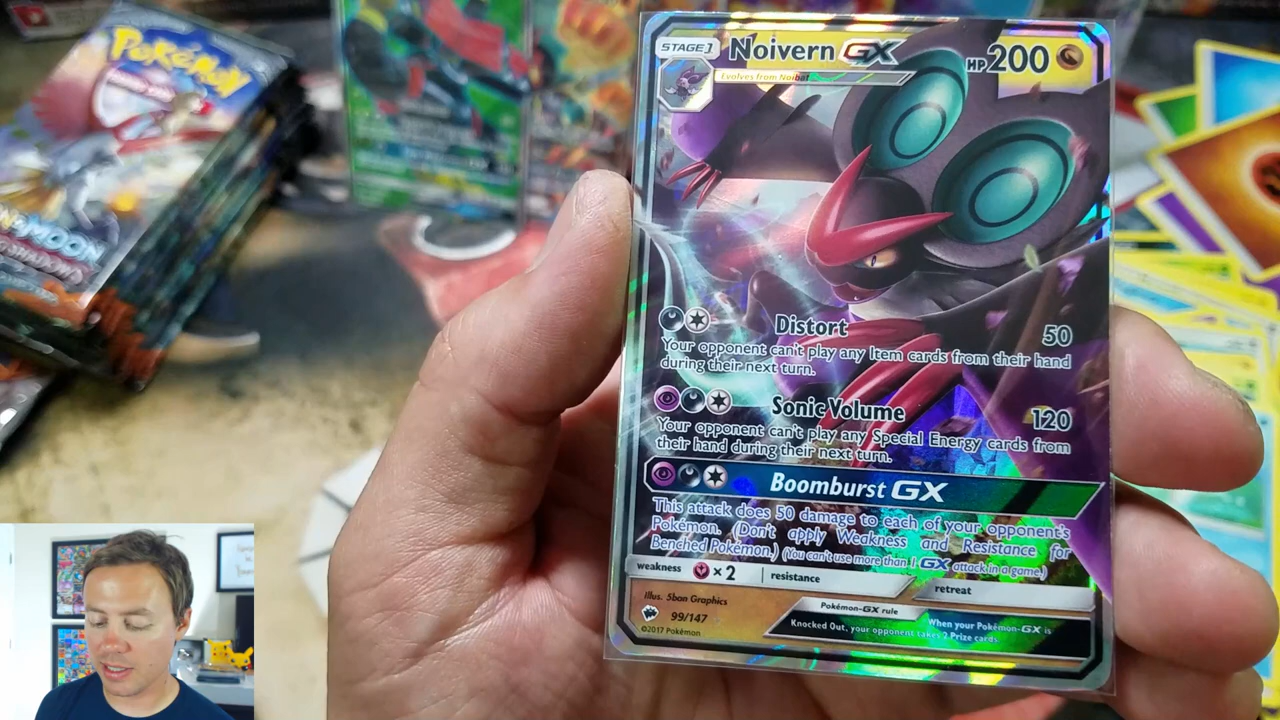 Pokémon
STAGE 1 Noivern GX HP 200
Evolves from Noibat
Distort 50
Your opponent can't play any Item cards from their hand
during their next turn.
Sonic Volume 120
Your opponent can't play any Special Energy cards from
their hand during their next turn.
Boomburst GX
This attack does 50 damage to each of your opponent's
Pokémon. (Don't apply Weakness and Resistance for
Benched Pokémon.) (You can't use more than 1 GX attack in a game.)
weakness ×2 resistance retreat
Illus. 5ban Graphics
99/147
©2017 Pokémon
Pokémon-GX rule When your Pokémon-GX is
Knocked Out, your opponent takes 2 Prize cards.